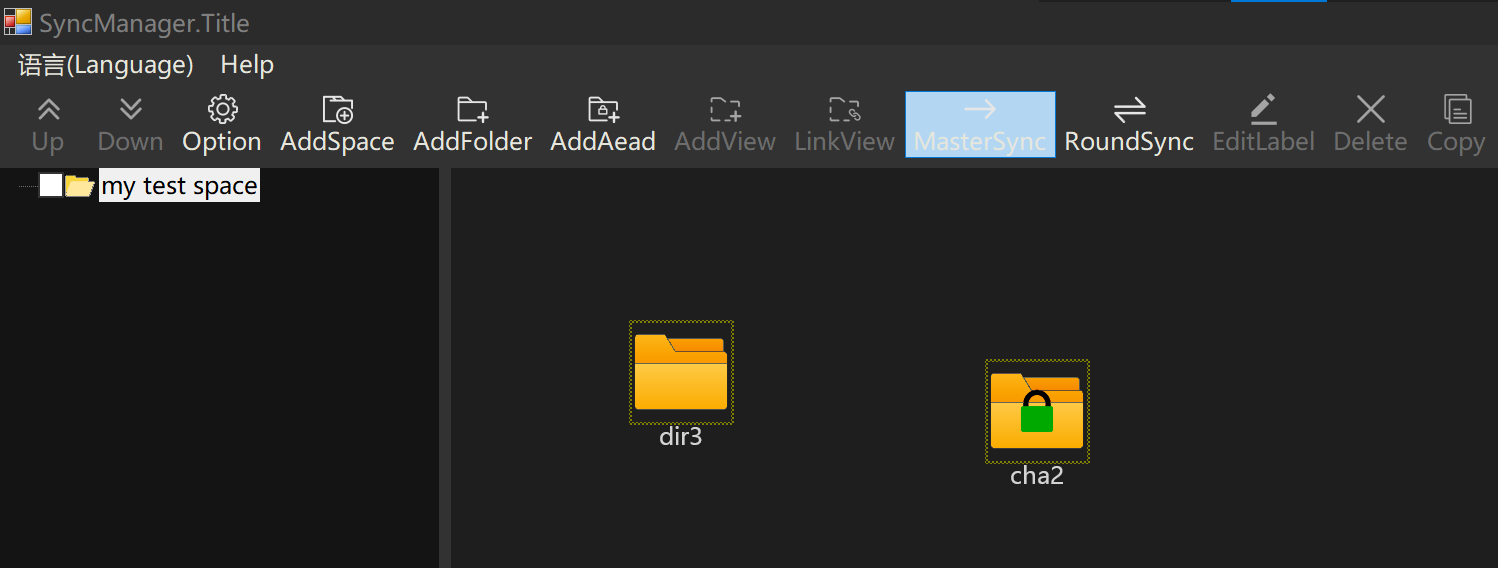 SyncManager.Title
语言(Language) Help
Up Down Option AddSpace AddFolder AddAead AddView LinkView MasterSync RoundSync EditLabel Delete Copy
my test space
dir3
cha2